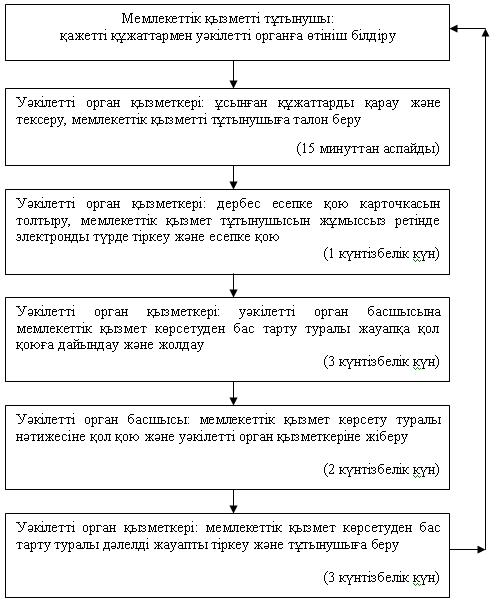 Мемлекеттік қызметті тұтынушы:
қажетті құжаттармен уәкілетті органға өтініш білдіру
Уәкілетті орган қызметкері: ұсынған құжаттарды қарау және
тексеру, мемлекеттік қызметті тұтынушыға талон беру
(15 минуттан аспайды)
Уәкілетті орган қызметкері: дербес есепке қою карточкасын
толтыру, мемлекеттік қызмет тұтынушысын жұмыссыз ретінде
электронды түрде тіркеу және есепке қою
(1 күнтізбелік күн)
Уәкілетті орган қызметкері: уәкілетті орган басшысына
мемлекеттік қызмет көрсетуден бас тарту туралы жауапқа қол
қоюға дайындау және жолдау
(3 күнтізбелік күн)
Уәкілетті орган басшысы: мемлекеттік қызмет көрсету туралы
нәтижесіне қол қою және уәкілетті орган қызметкеріне жіберу
(2 күнтізбелік күн)
Уәкілетті орган қызметкері: мемлекеттік қызмет көрсетуден бас
тарту туралы дәлелді жауапты тіркеу және тұтынушыға беру
(3 күнтізбелік күн)